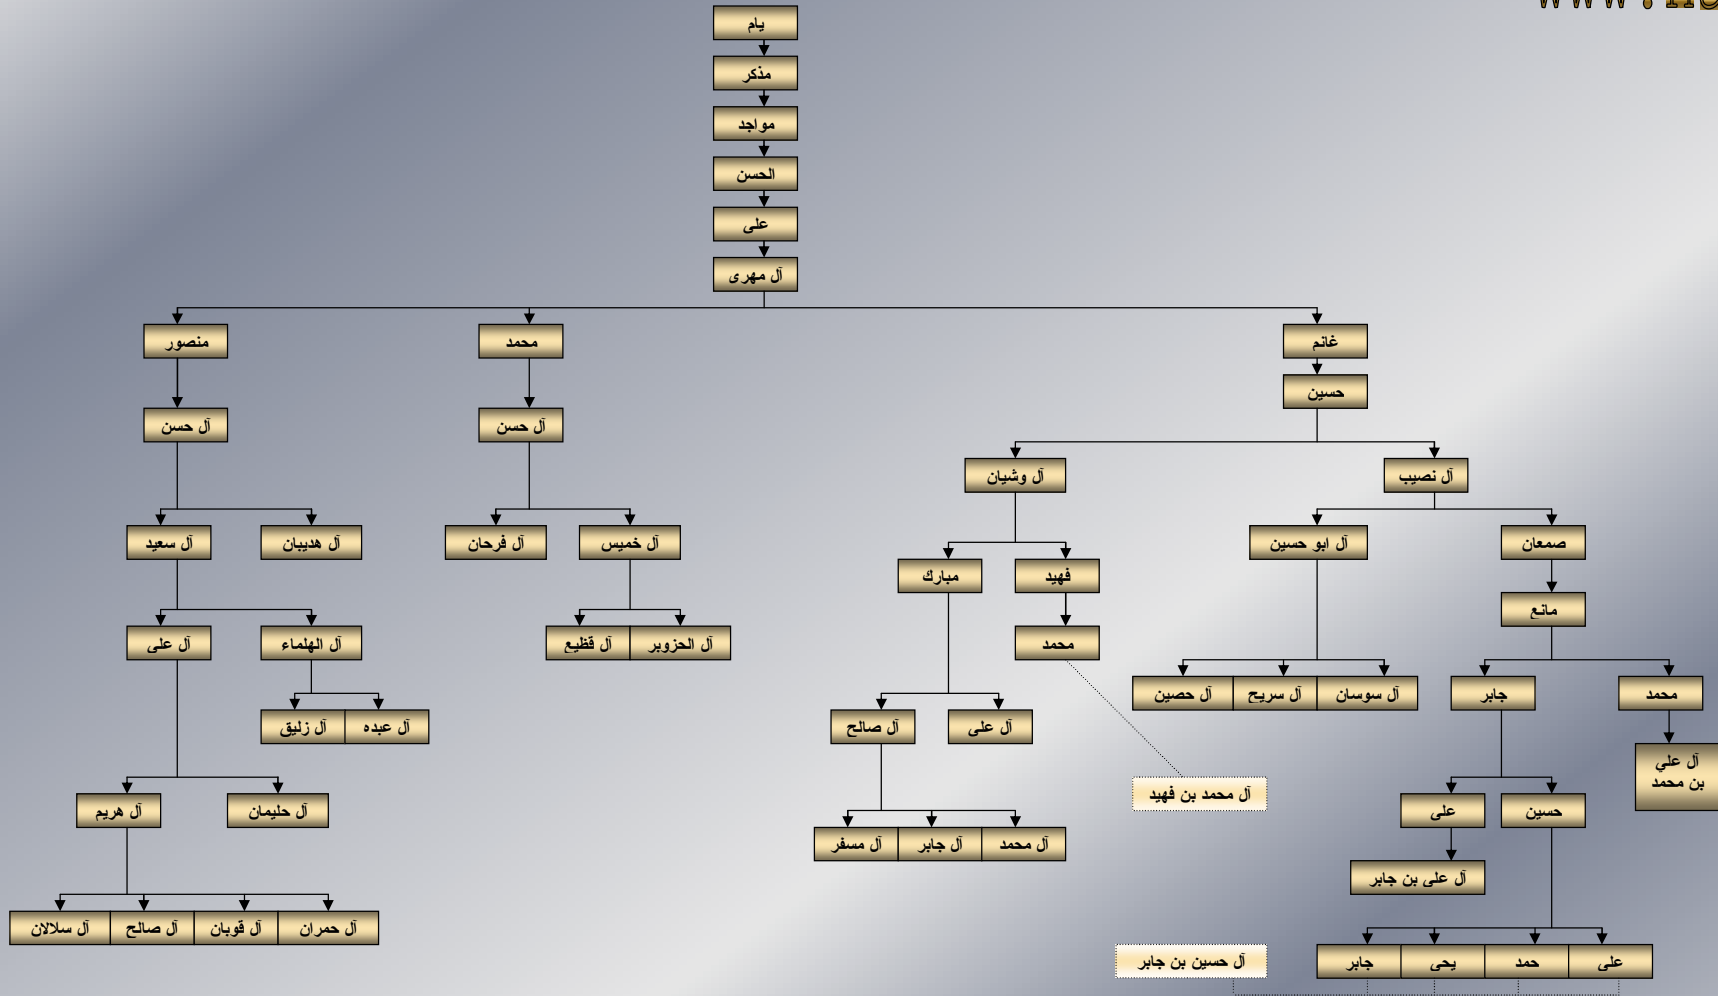 يام
مذكر
مواجد
الحسن
على
آل مهرى
غانم
محمد
منصور
حسين
آل حسن
آل حسن
آل نصيب
آل وشيان
صمعان
آل ابو حسين
آل خميس
آل فرحان
آل هديبان
آل سعيد
فهيد
مبارك
مانع
محمد
آل الحزوبر
آل قظيع
آل الهلماء
آل على
محمد
جابر
آل سوسان
آل سريح
آل حصين
آل على
آل صالح
آل عبده
آل زليق
آل علي
بن محمد
آل محمد بن فهيد
حسين
على
آل حليمان
آل هريم
آل محمد
آل جابر
آل مسفر
آل على بن جابر
آل حمران
آل قوبان
آل صالح
آل سلالان
على
حمد
يحى
جابر
آل حسين بن جابر